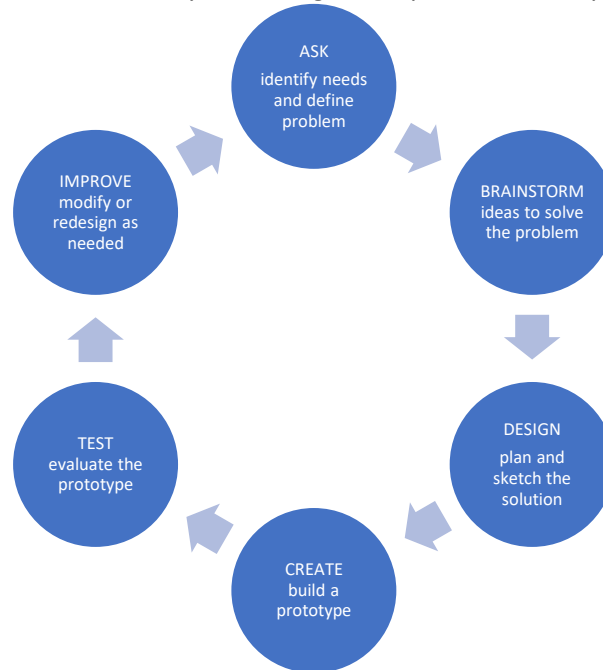 ASK
identify needs
and define
problem
BRAINSTORM
ideas to solve
the problem
DESIGN
plan and
sketch the
solution
CREATE
build a
prototype
TEST
evaluate the
prototype
IMPROVE
modify or
redesign as
needed